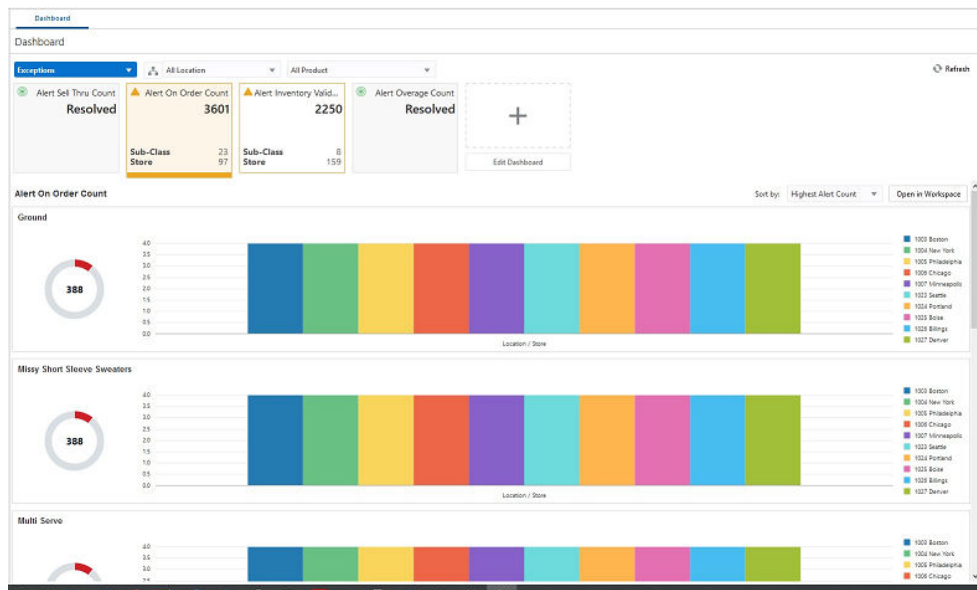 Dashboard
Dashboard
Exceptions
All Location
All Product
Refresh
Alert Sell Thru Count
Resolved
Alert On Order Count
3601
Sub-Class 23
Store 97
Alert Inventory Valid...
2250
Sub-Class 8
Store 159
Alert Overage Count
Resolved
Edit Dashboard
Alert On Order Count
Sort by: Highest Alert Count
Open in Workspace
Ground
388
4.0
3.5
3.0
2.5
2.0
1.5
1.0
0.5
0.0
Location / Store
1003 Boston
1004 New York
1005 Philadelphia
1006 Chicago
1007 Minneapolis
1023 Seattle
1024 Portland
1025 Boise
1026 Billings
1027 Denver
Missy Short Sleeve Sweaters
388
4.0
3.5
3.0
2.5
2.0
1.5
1.0
0.5
0.0
Location / Store
1003 Boston
1004 New York
1005 Philadelphia
1006 Chicago
1007 Minneapolis
1023 Seattle
1024 Portland
1025 Boise
1026 Billings
1027 Denver
Multi Serve
4.0
3.5
3.0
2.5
1003 Boston
1004 New York
1005 Philadelphia
1006 Chicago